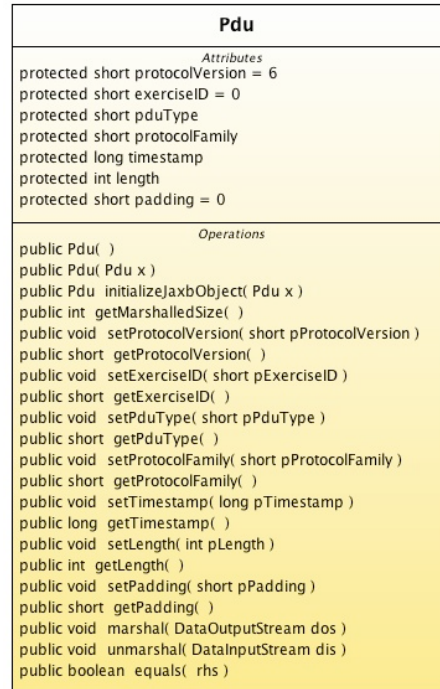 Pdu
Attributes
protected short protocolVersion = 6
protected short exerciseID = 0
protected short pduType
protected short protocolFamily
protected long timestamp
protected int length
protected short padding = 0
Operations
public Pdu( )
public Pdu( Pdu x )
public Pdu initializeJaxbObject( Pdu x )
public int getMarshalledSize( )
public void setProtocolVersion( short pProtocolVersion )
public short getProtocolVersion( )
public void setExerciseID( short pExerciseID )
public short getExerciseID( )
public void setPduType( short pPduType )
public short getPduType( )
public void setProtocolFamily( short pProtocolFamily )
public short getProtocolFamily( )
public void setTimestamp( long pTimestamp )
public long getTimestamp( )
public void setLength( int pLength )
public int getLength( )
public void setPadding( short pPadding )
public short getPadding( )
public void marshal( DataOutputStream dos )
public void unmarshal( DataInputStream dis )
public boolean equals( rhs )